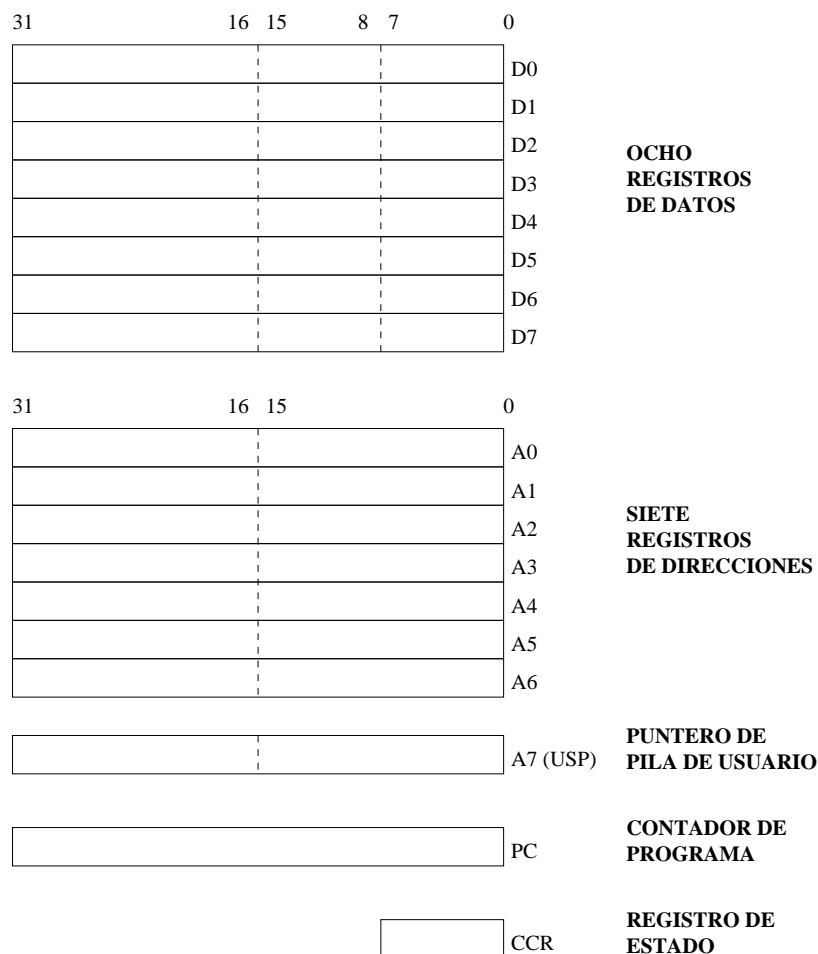 31 16 15 8 7 0
D0
D1
D2
D3
D4
D5
D6
D7
OCHO
REGISTROS
DE DATOS
31 16 15 0
A0
A1
A2
A3
A4
A5
A6
SIETE
REGISTROS
DE DIRECCIONES
A7 (USP)
PUNTERO DE
PILA DE USUARIO
PC
CONTADOR DE
PROGRAMA
CCR
REGISTRO DE
ESTADO